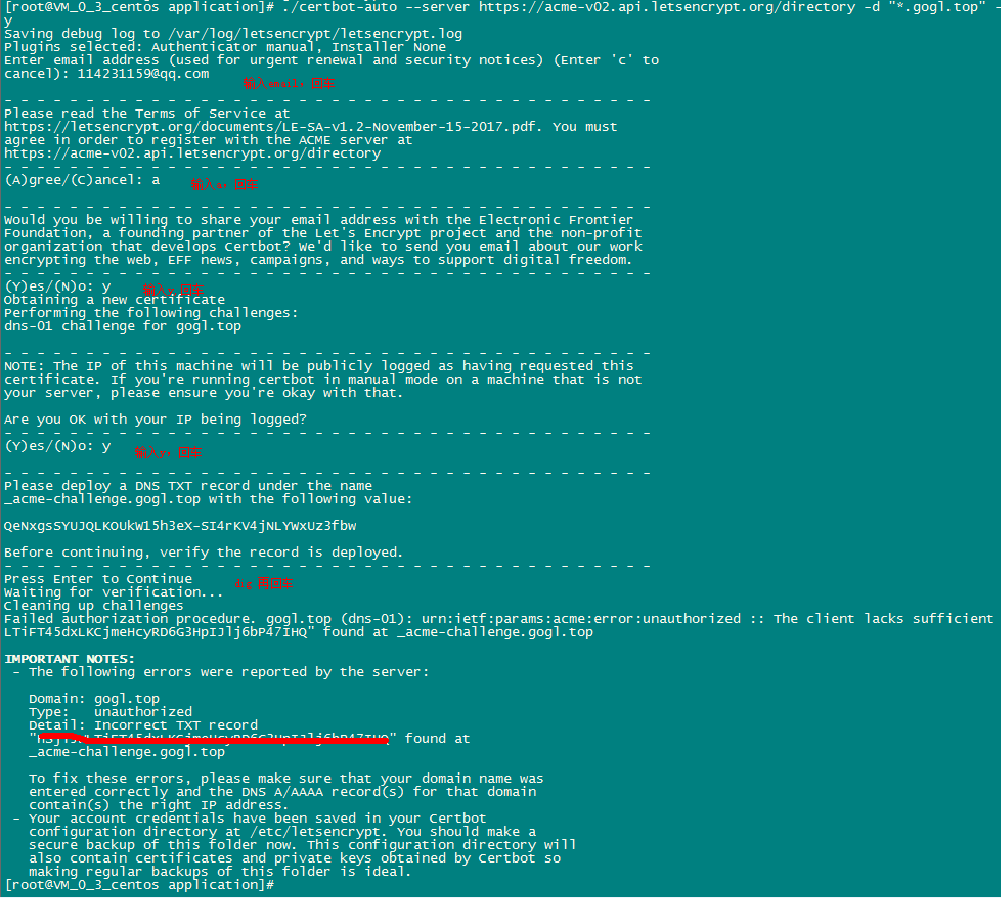 [root@VM_0_3_centos application]# ./certbot-auto --server https://acme-v02.api.letsencrypt.org/directory -d "*.gogl.top" -
y
Saving debug log to /var/log/letsencrypt/letsencrypt.log
Plugins selected: Authenticator manual, Installer None
Enter email address (used for urgent renewal and security notices) (Enter 'c' to
cancel): 114231159@qq.com
输入email，回车
- - - - - - - - - - - - - - - - - - - - - - - - - - - - - - - - - - - - - - - -
Please read the Terms of Service at
https://letsencrypt.org/documents/LE-SA-v1.2-November-15-2017.pdf. You must
agree in order to register with the ACME server at
https://acme-v02.api.letsencrypt.org/directory
- - - - - - - - - - - - - - - - - - - - - - - - - - - - - - - - - - - - - - - -
(A)gree/(C)ancel: a 输入a，回车
- - - - - - - - - - - - - - - - - - - - - - - - - - - - - - - - - - - - - - - -
Would you be willing to share your email address with the Electronic Frontier
Foundation, a founding partner of the Let's Encrypt project and the non-profit
organization that develops Certbot? We'd like to send you email about our work
encrypting the web, EFF news, campaigns, and ways to support digital freedom.
- - - - - - - - - - - - - - - - - - - - - - - - - - - - - - - - - - - - - - - -
(Y)es/(N)o: y 输入y，回车
Obtaining a new certificate
Performing the following challenges:
dns-01 challenge for gogl.top
- - - - - - - - - - - - - - - - - - - - - - - - - - - - - - - - - - - - - - - -
NOTE: The IP of this machine will be publicly logged as having requested this
certificate. If you're running certbot in manual mode on a machine that is not
your server, please ensure you're okay with that.
Are you OK with your IP being logged?
- - - - - - - - - - - - - - - - - - - - - - - - - - - - - - - - - - - - - - - -
(Y)es/(N)o: y 输入y，回车
- - - - - - - - - - - - - - - - - - - - - - - - - - - - - - - - - - - - - - - -
Please deploy a DNS TXT record under the name
_acme-challenge.gogl.top with the following value:
QeNxgsSYUJQLKOUkW15h3eX-SI4rKV4jNLYWxUz3fbw
Before continuing, verify the record is deployed.
- - - - - - - - - - - - - - - - - - - - - - - - - - - - - - - - - - - - - - - -
Press Enter to Continue
回车
Waiting for verification...
Cleaning up challenges
Failed authorization procedure. gogl.top (dns-01): urn:ietf:params:acme:error:unauthorized :: The client lacks sufficient
LTiFT45dxLKCjmeHcyRD6G3HpIJlj6bP47IHQ" found at _acme-challenge.gogl.top
IMPORTANT NOTES:
- The following errors were reported by the server:
Domain: gogl.top
Type: unauthorized
Detail: Incorrect TXT record
" " found at
_acme-challenge.gogl.top
To fix these errors, please make sure that your domain name was
entered correctly and the DNS A/AAAA record(s) for that domain
contain(s) the right IP address.
- Your account credentials have been saved in your Certbot
configuration directory at /etc/letsencrypt. You should make a
secure backup of this folder now. This configuration directory will
also contain certificates and private keys obtained by Certbot so
making regular backups of this folder is ideal.
[root@VM_0_3_centos application]#